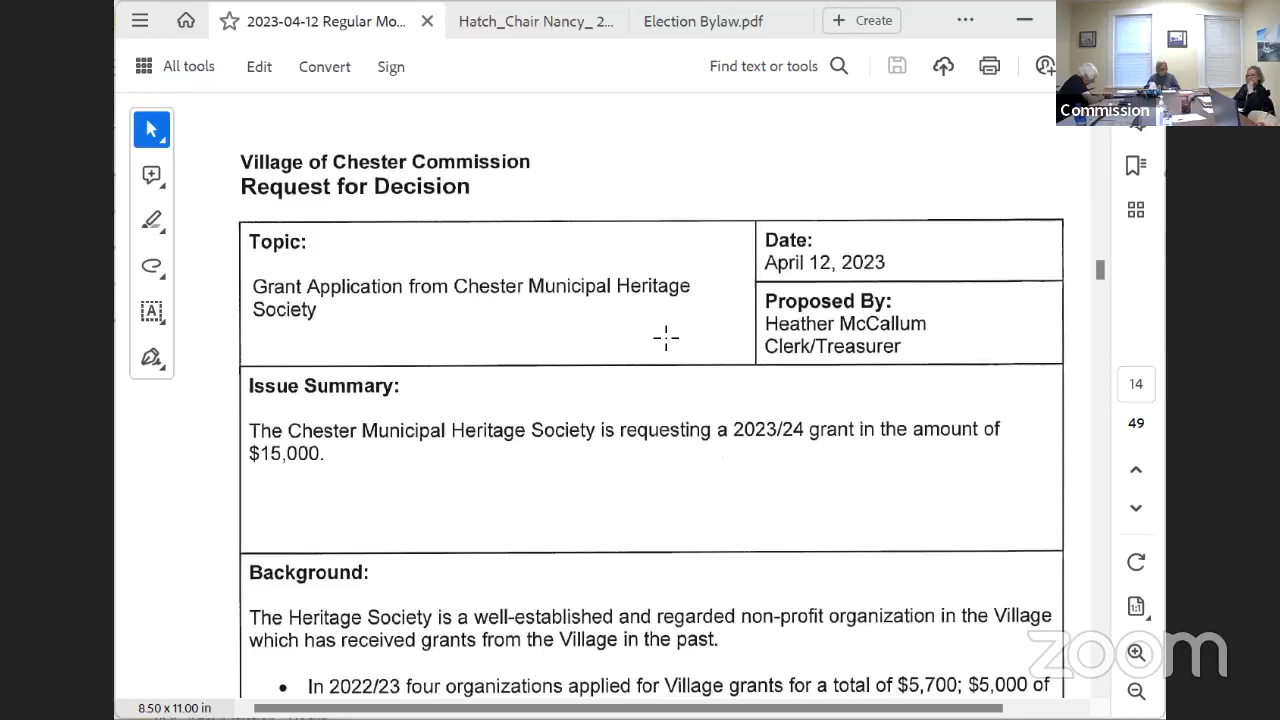 2023-04-12 Regular Mo...
Hatch_Chair Nancy_ 2...
Election Bylaw.pdf
Create
All tools
Edit
Convert
Sign
Find text or tools
Commission
Village of Chester Commission
Request for Decision
Topic:
Grant Application from Chester Municipal Heritage
Society
Date:
April 12, 2023
Proposed By:
Heather McCallum
Clerk/Treasurer
Issue Summary:
The Chester Municipal Heritage Society is requesting a 2023/24 grant in the amount of
$15,000.
Background:
The Heritage Society is a well-established and regarded non-profit organization in the Village
which has received grants from the Village in the past.
• In 2022/23 four organizations applied for Village grants for a total of $5,700; $5,000 of
14
49
zoom
8.50 x 11.00 in